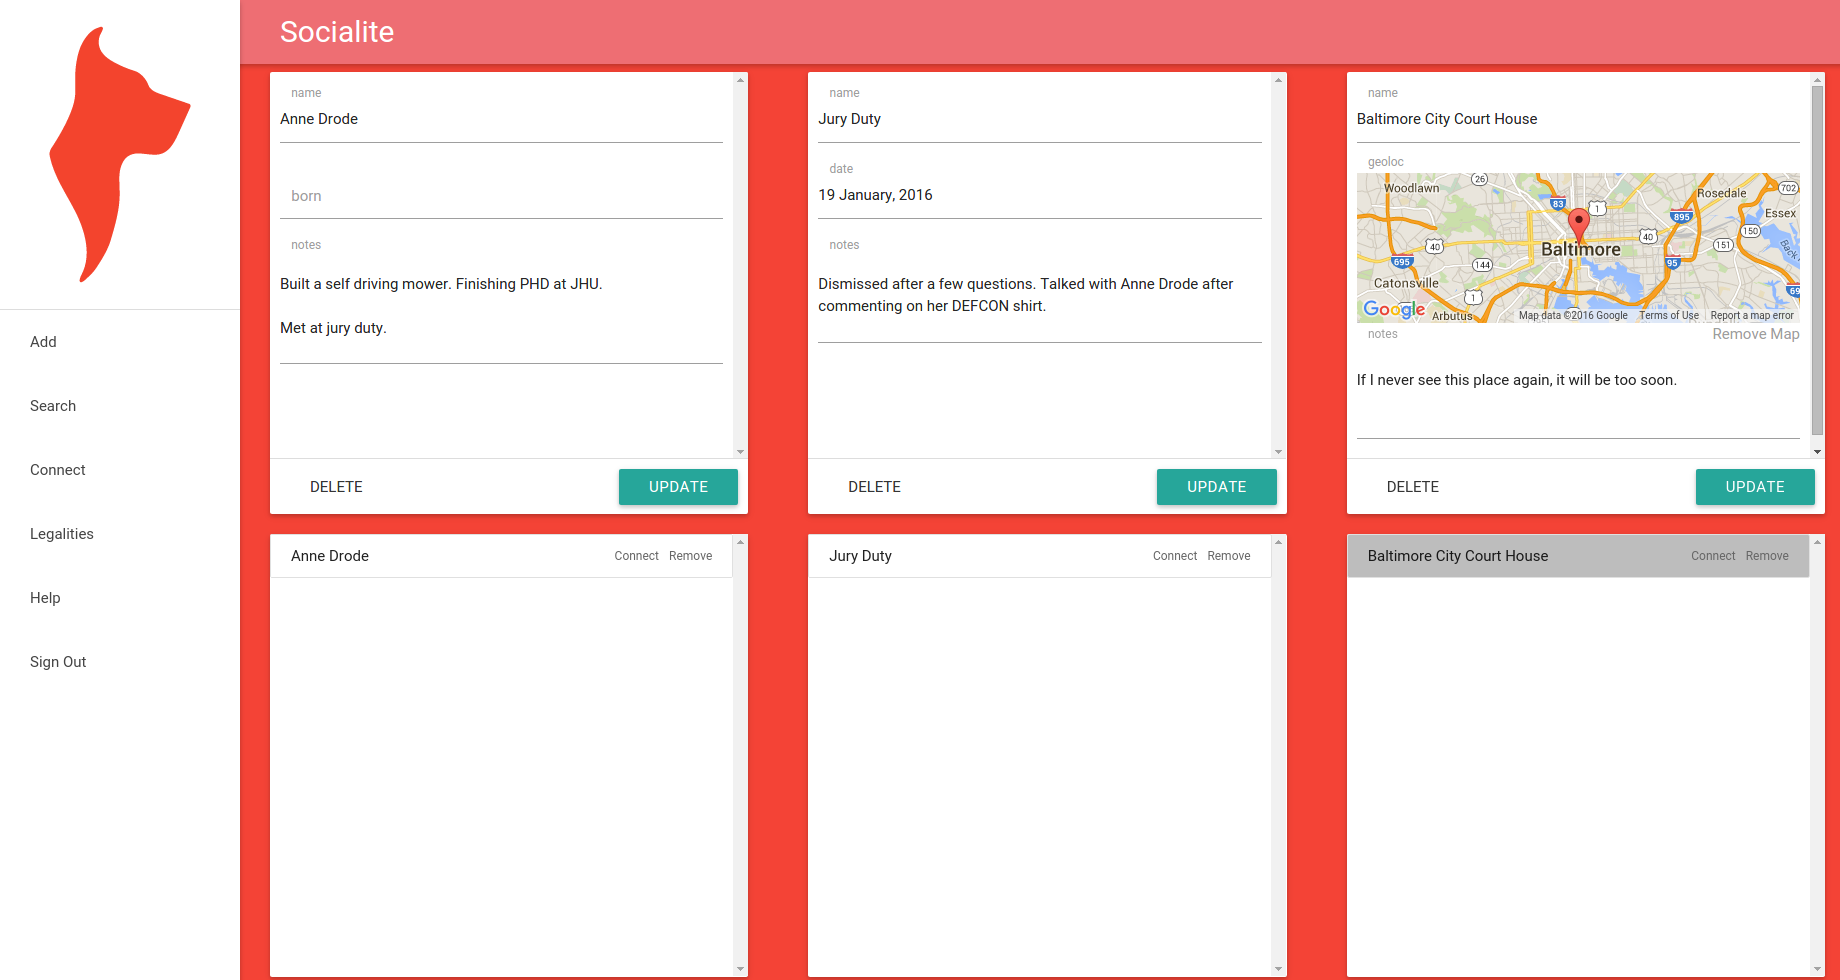 Socialite
Add
Search
Connect
Legalities
Help
Sign Out
name
Anne Drode
born
notes
Built a self driving mower. Finishing PHD at JHU.
Met at jury duty.
DELETE UPDATE
name
Jury Duty
date
19 January, 2016
notes
Dismissed after a few questions. Talked with Anne Drode after
commenting on her DEFCON shirt.
DELETE UPDATE
name
Baltimore City Court House
geoloc
Woodlawn
26
Rosedale
702
83
1
895
Essex
40
40
151
150
Baltimore
695
144
95
Back
Catonsville
1
69
Google
Arbutus
Map data ©2016 Google Terms of Use Report a map error
notes
Remove Map
If I never see this place again, it will be too soon.
DELETE UPDATE
Anne Drode Connect Remove
Jury Duty Connect Remove
Baltimore City Court House Connect Remove